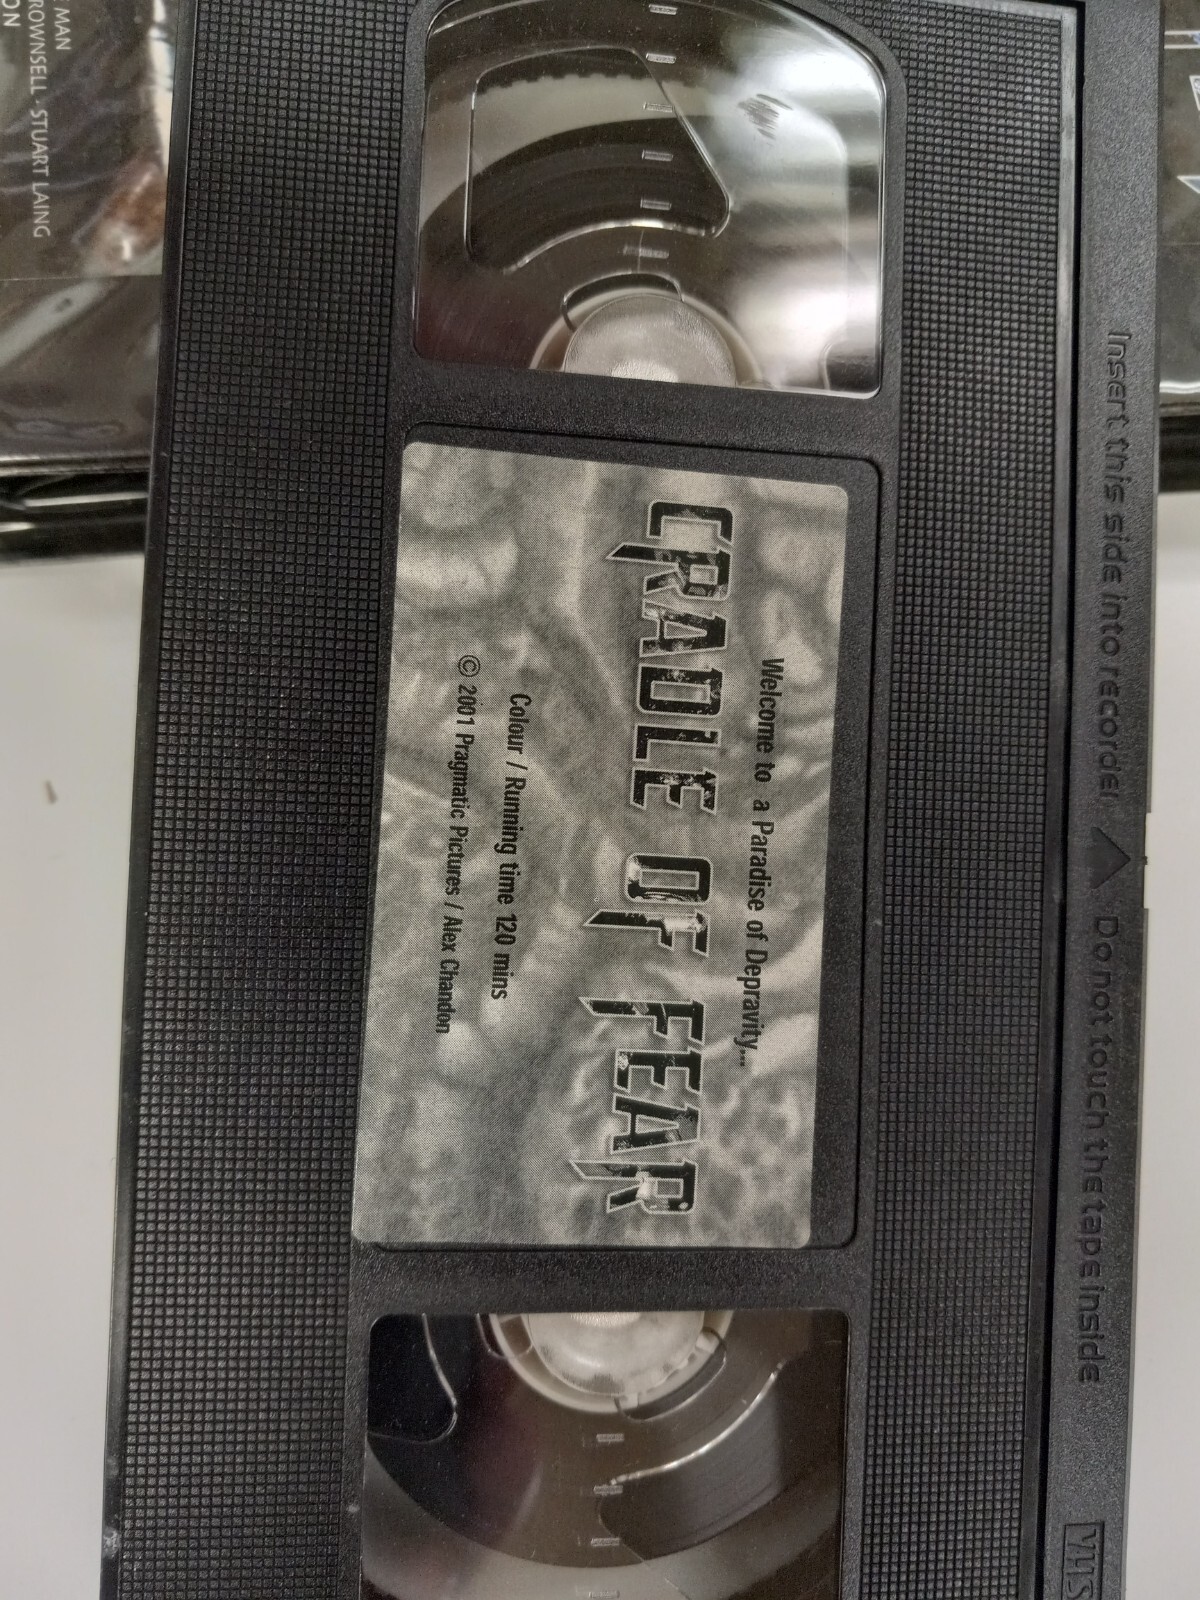 MAN
ROWNSELL · STUART LAING
ON
Insert this side into recorder ▲ Do not touch the tape inside
VHS
Welcome to a Paradise of Depravity...
CRADLE OF FEAR
Colour / Running time 120 mins
© 2001 Pragmatic Pictures / Alex Chandon